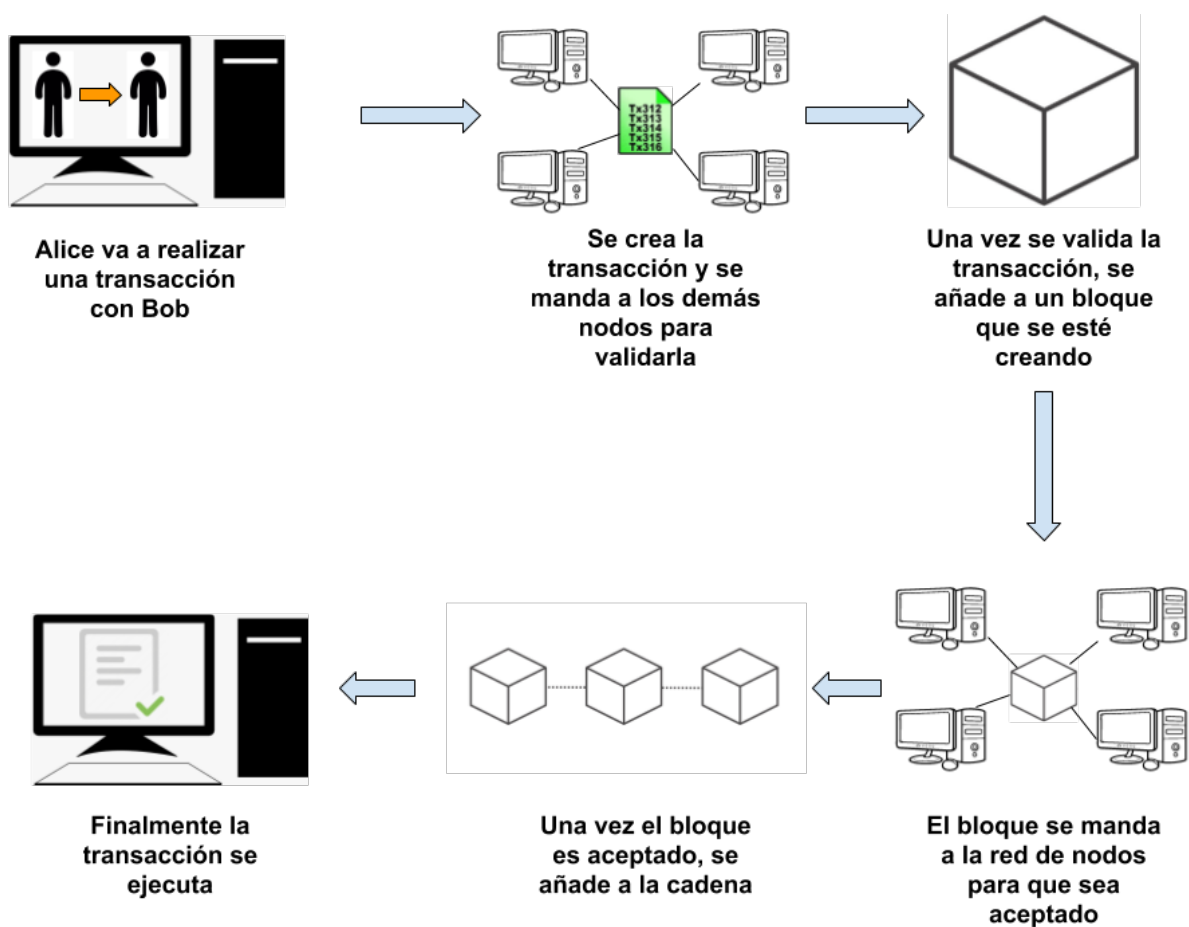 Alice va a realizar
una transacción
con Bob
Tx312
Tx313
Tx314
Tx315
Tx316
Se crea la
transacción y se
manda a los demás
nodos para
validarla
Una vez se valida la
transacción, se
añade a un bloque
que se esté
creando
El bloque se manda
a la red de nodos
para que sea
aceptado
Una vez el bloque
es aceptado, se
añade a la cadena
Finalmente la
transacción se
ejecuta